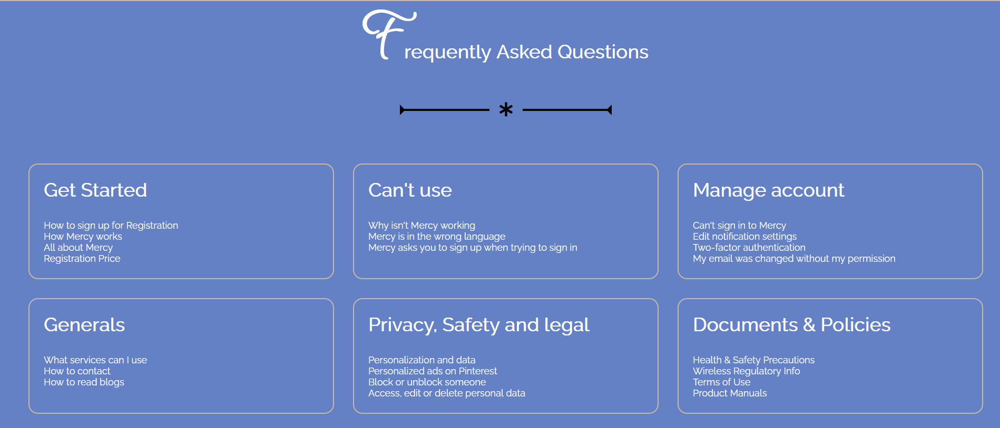 Frequently Asked Questions
*
Get Started
How to sign up for Registration
How Mercy works
All about Mercy
Registration Price
Can't use
Why isn't Mercy working
Mercy is in the wrong language
Mercy asks you to sign up when trying to sign in
Manage account
Can't sign in to Mercy
Edit notification settings
Two-factor authentication
My email was changed without my permission
Generals
What services can I use
How to contact
How to read blogs
Privacy, Safety and legal
Personalization and data
Personalized ads on Pinterest
Block or unblock someone
Access, edit or delete personal data
Documents & Policies
Health & Safety Precautions
Wireless Regulatory Info
Terms of Use
Product Manuals